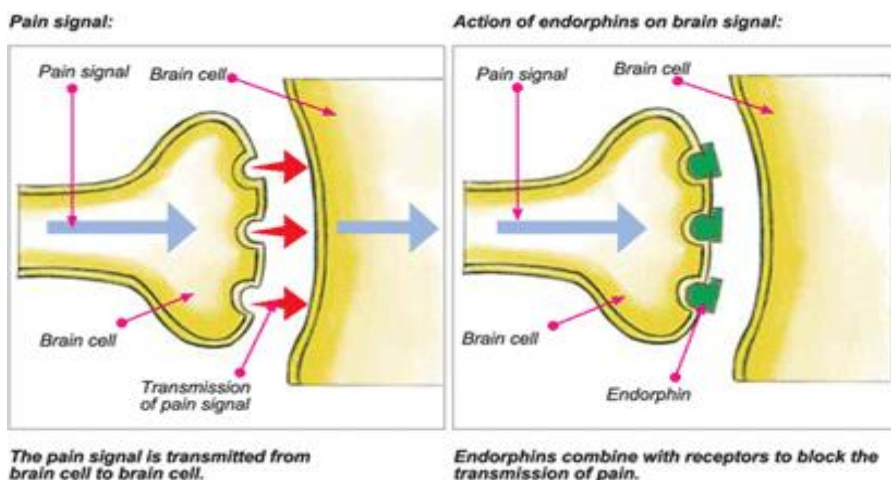 Pain signal:
Pain signal
Brain cell
Brain cell
Transmission
of pain signal
The pain signal is transmitted from
brain cell to brain cell.
Action of endorphins on brain signal:
Pain signal
Brain cell
Brain cell
Endorphin
Endorphins combine with receptors to block the
transmission of pain.